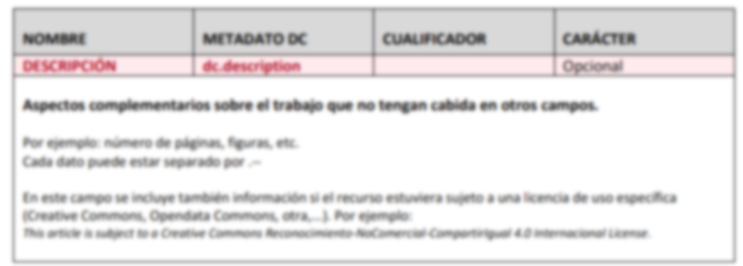 NOMBRE METADATO DC CUALIFICADOR CARÁCTER
DESCRIPCIÓN dc.description Opcional
Aspectos complementarios sobre el trabajo que no tengan cabida en otros campos.
Por ejemplo: número de páginas, figuras, etc.
Cada dato puede estar separado por .--
En este campo se incluye también información si el recurso estuviera sujeto a una licencia de uso específica
(Creative Commons, Opendata Commons, otra,...). Por ejemplo:
This article is subject to a Creative Commons Reconocimiento-NoComercial-CompartirIgual 4.0 Internacional License.